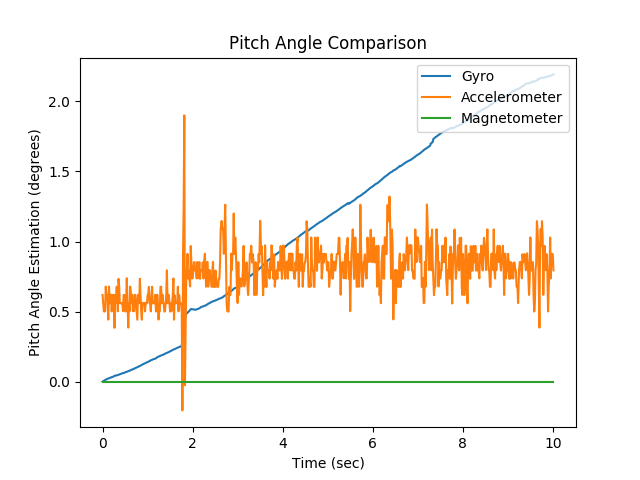 Pitch Angle Comparison
Gyro
Accelerometer
Magnetometer
Pitch Angle Estimation (degrees)
2.0
1.5
1.0
0.5
0.0
0 2 4 6 8 10
Time (sec)